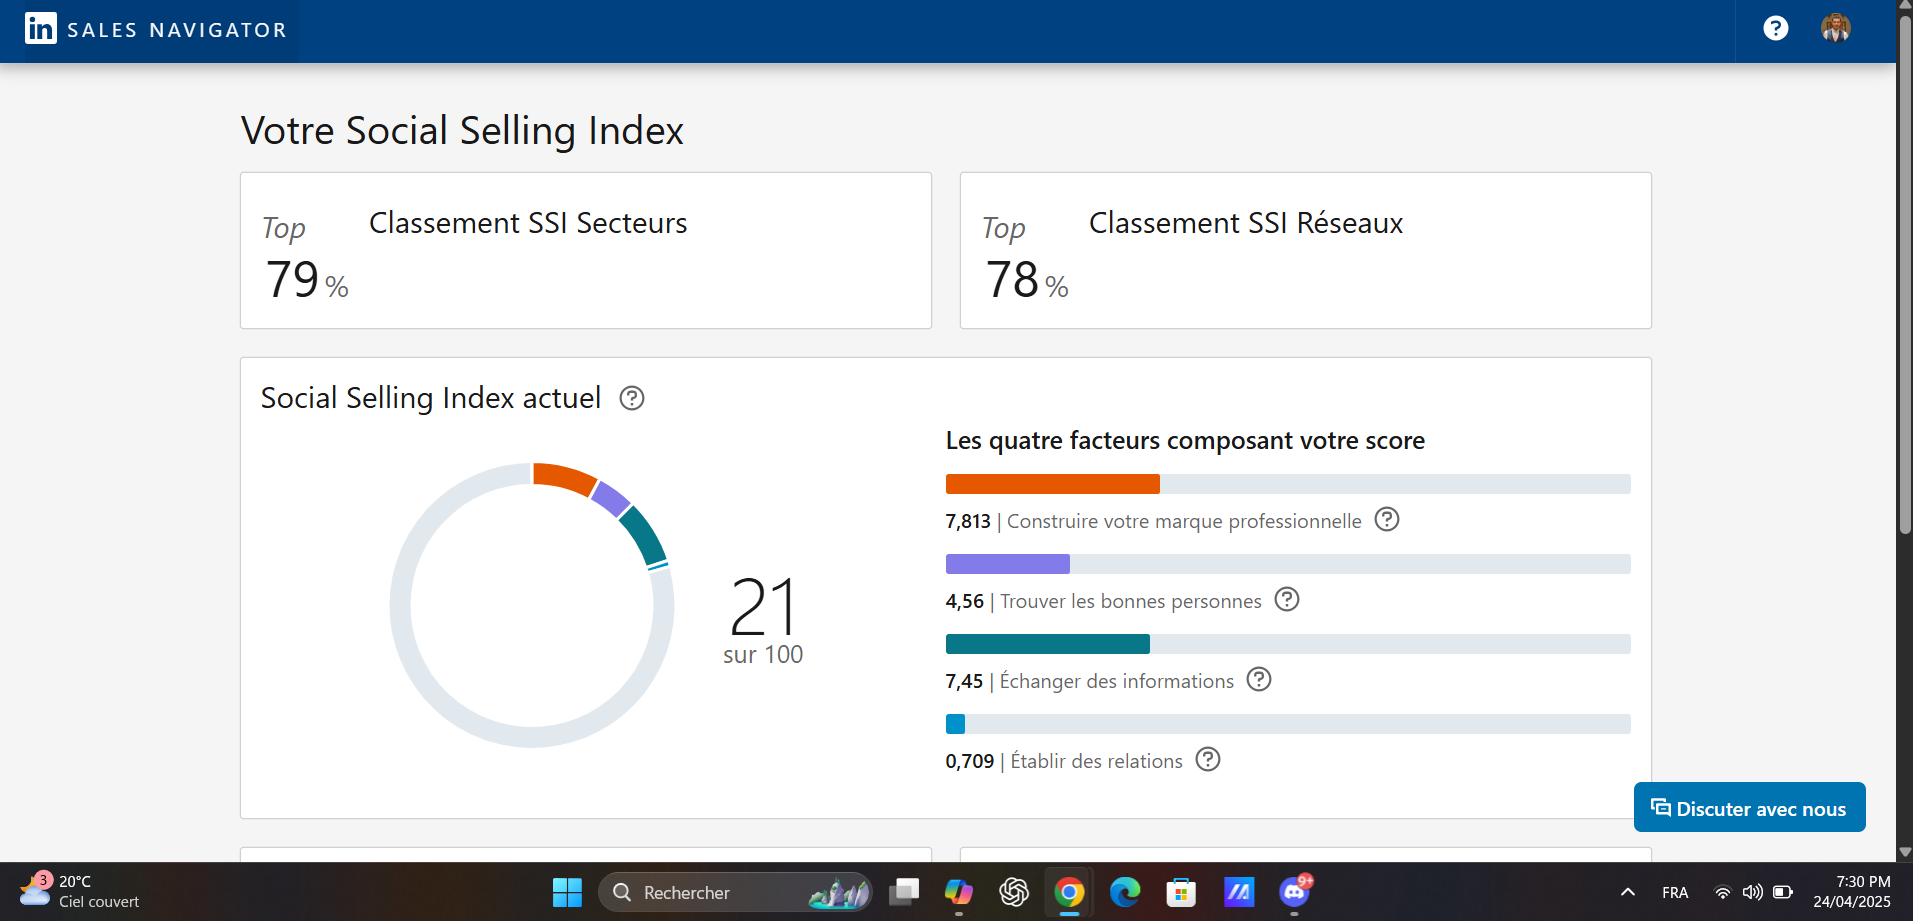 in SALES NAVIGATOR
?
Votre Social Selling Index
Top
79 %
Classement SSI Secteurs
Top
78 %
Classement SSI Réseaux
Social Selling Index actuel ?
21
sur 100
Les quatre facteurs composant votre score
7,813 | Construire votre marque professionnelle ?
4,56 | Trouver les bonnes personnes ?
7,45 | Échanger des informations ?
0,709 | Établir des relations ?
Discuter avec nous
3
20°C
Ciel couvert
Rechercher
9+
FRA
7:30 PM
24/04/2025